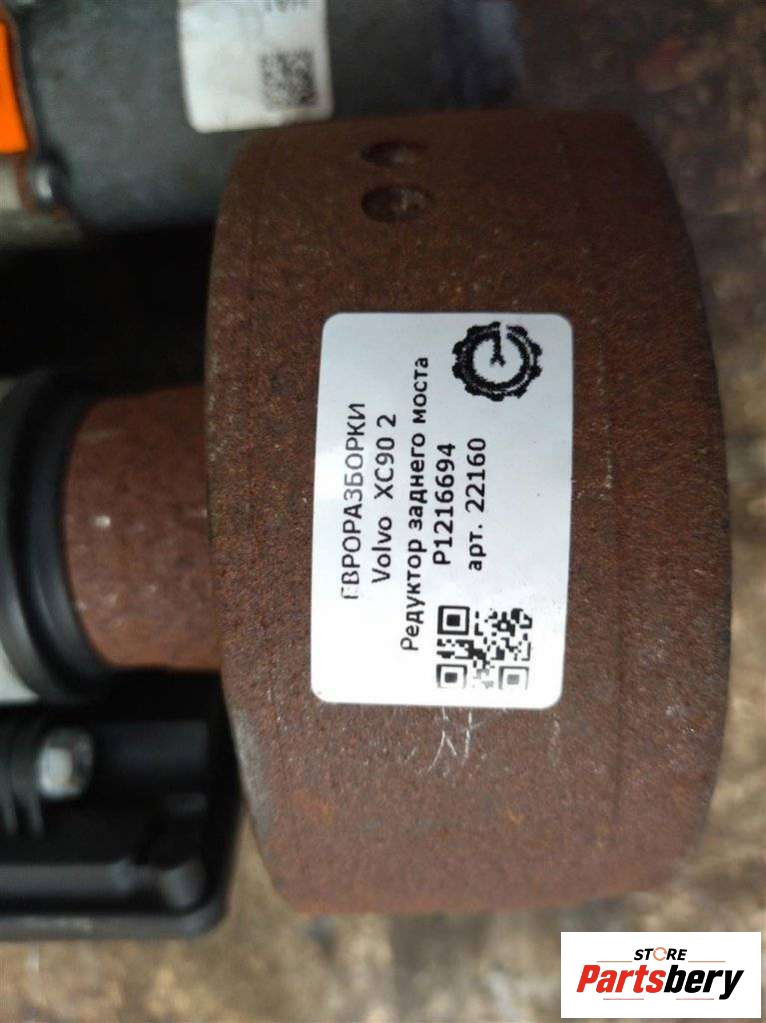 ЕВРОРАЗБОРКИ
Volvo XC90 2
Редуктор заднего моста
P1216694
арт. 22160
STORE
Partsbery